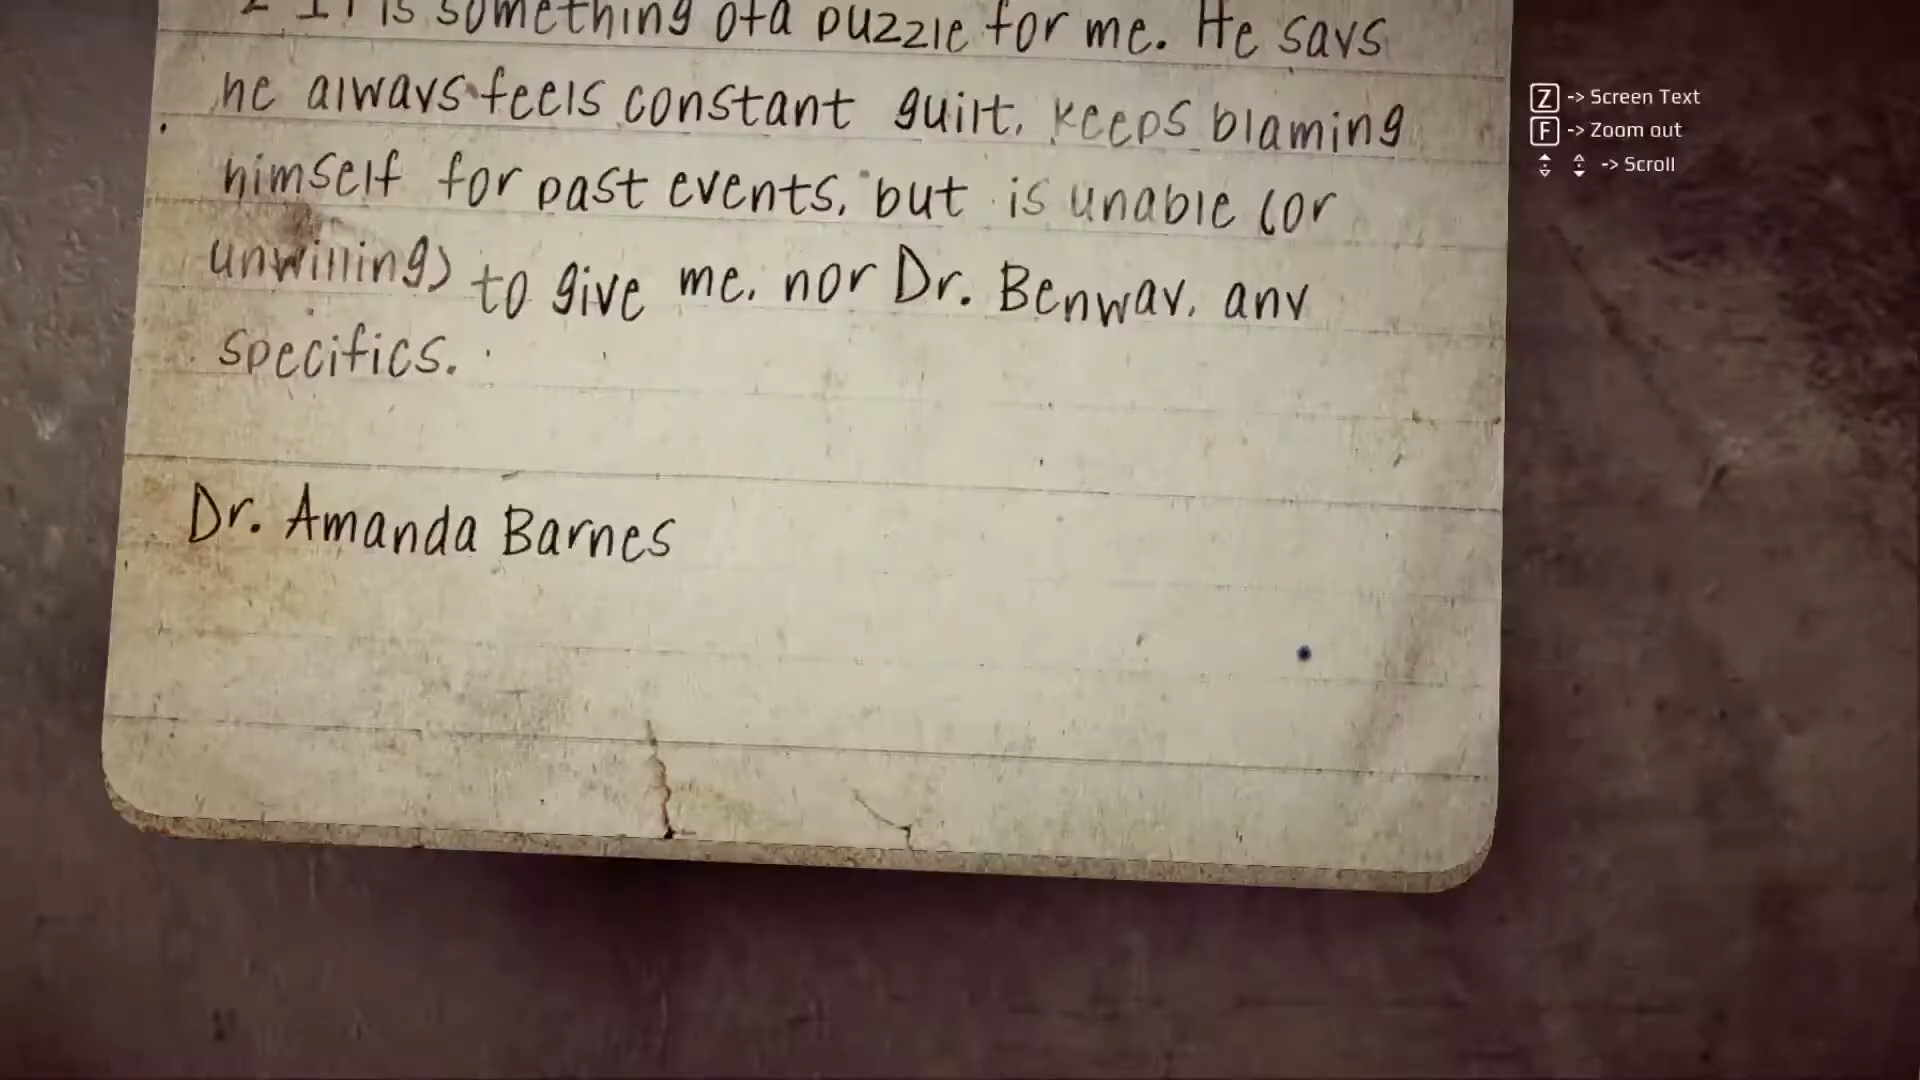 is something of a puzzle for me. He says
he always feels constant guilt, keeps blaming
himself for past events, but is unable (or
unwilling) to give me, nor Dr. Benway, any
specifics.
Dr. Amanda Barnes
Z -> Screen Text
F -> Zoom out
-> Scroll